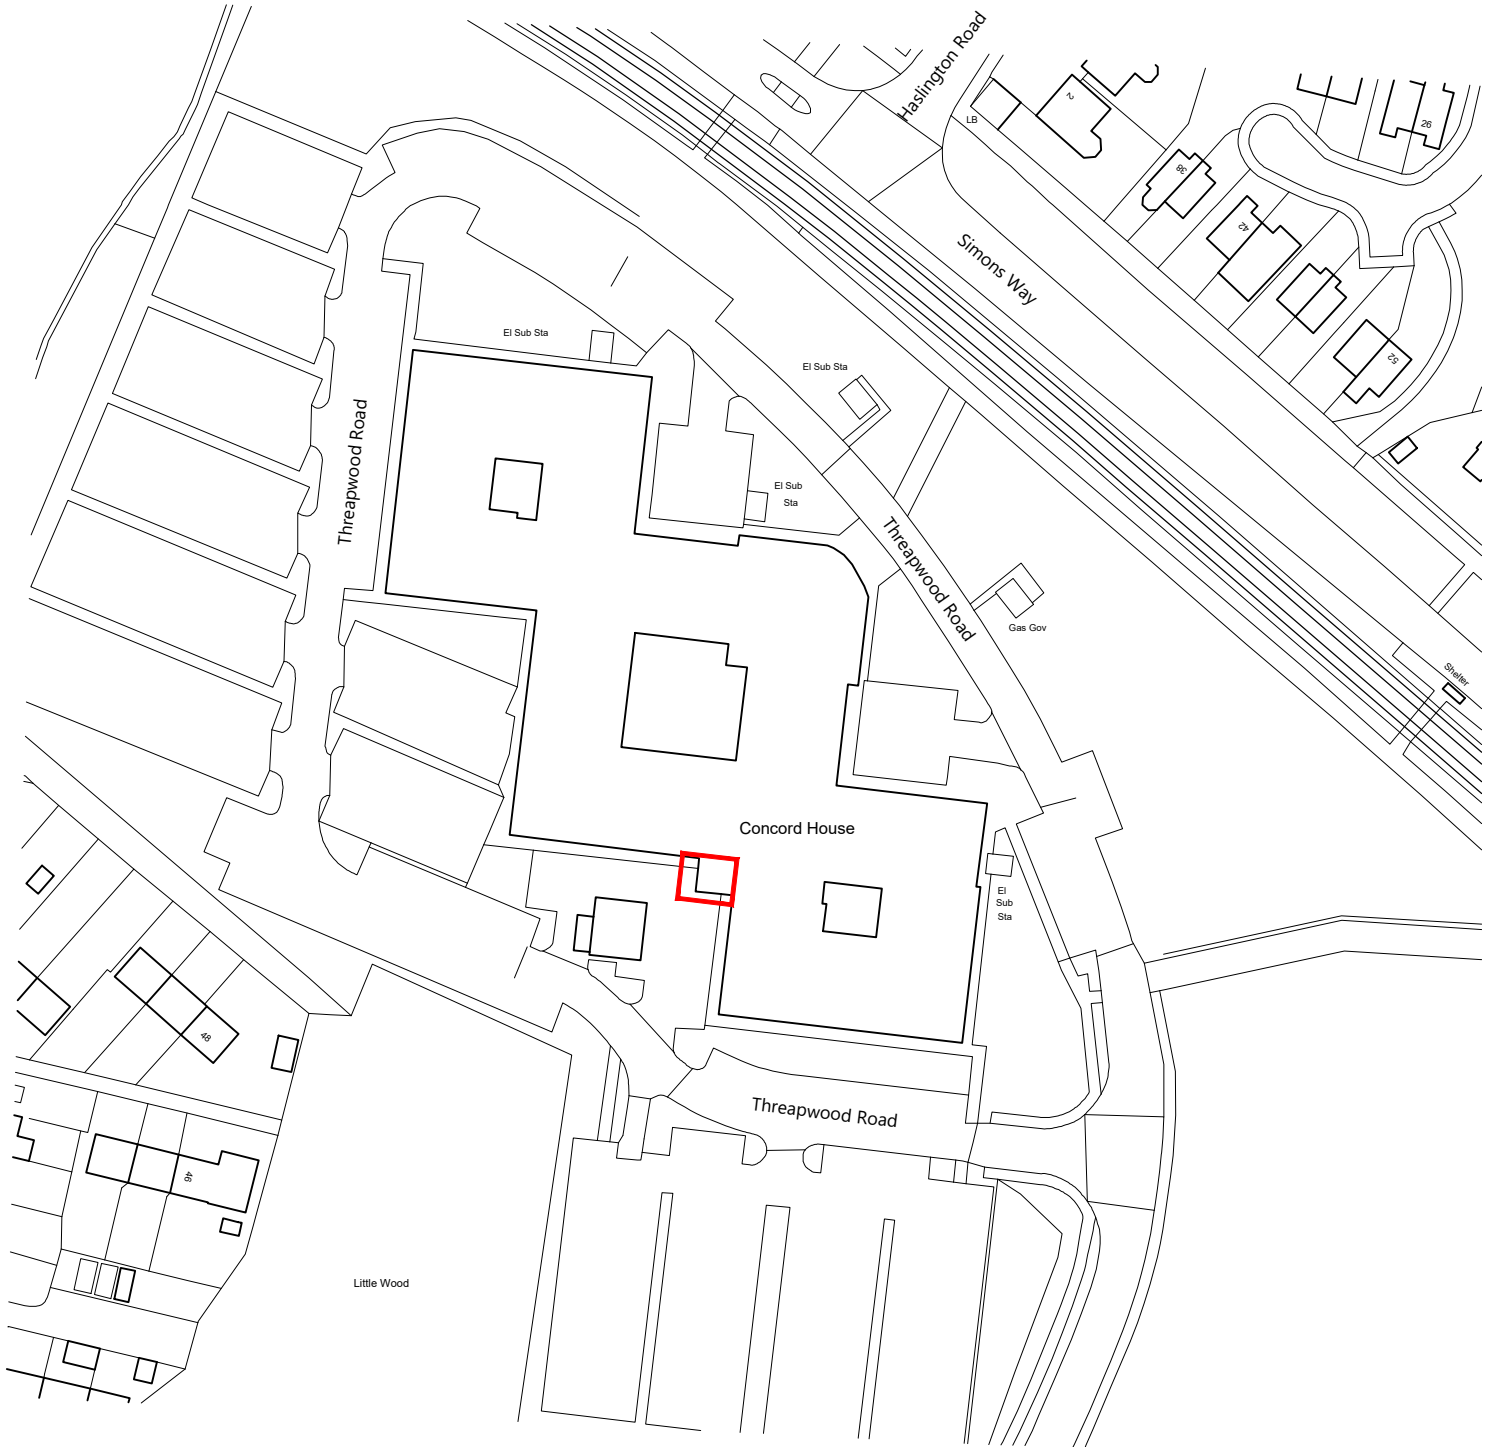 Haslington Road
LB
2
26
38
42
Simons Way
52
El Sub Sta
El Sub Sta
Threapwood Road
El Sub
Sta
Threapwood Road
Gas Gov
Shelter
Concord House
El
Sub
Sta
48
Threapwood Road
46
Little Wood